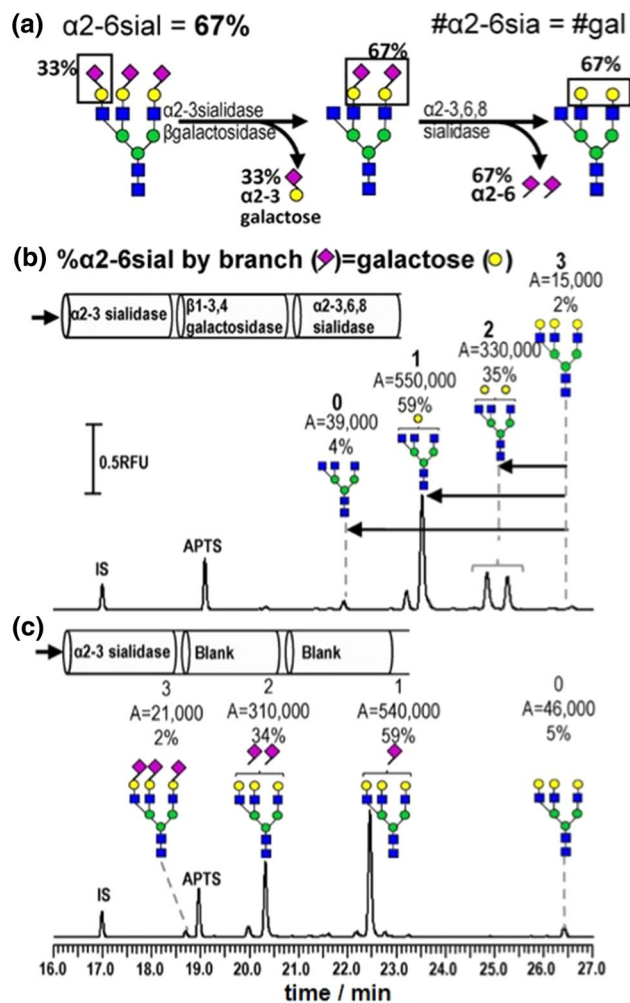 (a) α2-6sial = 67% #α2-6sia = #gal
33% 67% 67%
α2-3sialidase
βgalactosidase
α2-3,6,8
sialidase
33%
α2-3
galactose
67%
α2-6
(b) %α2-6sial by branch ( )=galactose ( )
α2-3 sialidase
β1-3,4
galactosidase
α2-3,6,8
sialidase
3
A=15,000
2%
2
A=330,000
35%
1
A=550,000
59%
0
A=39,000
4%
0.5RFU
IS
APTS
(c)
α2-3 sialidase Blank Blank
3
A=21,000
2%
2
A=310,000
34%
1
A=540,000
59%
0
A=46,000
5%
IS
APTS
16.0 17.0 18.0 19.0 20.0 21.0 22.0 23.0 24.0 25.0 26.0 27.0
time / min